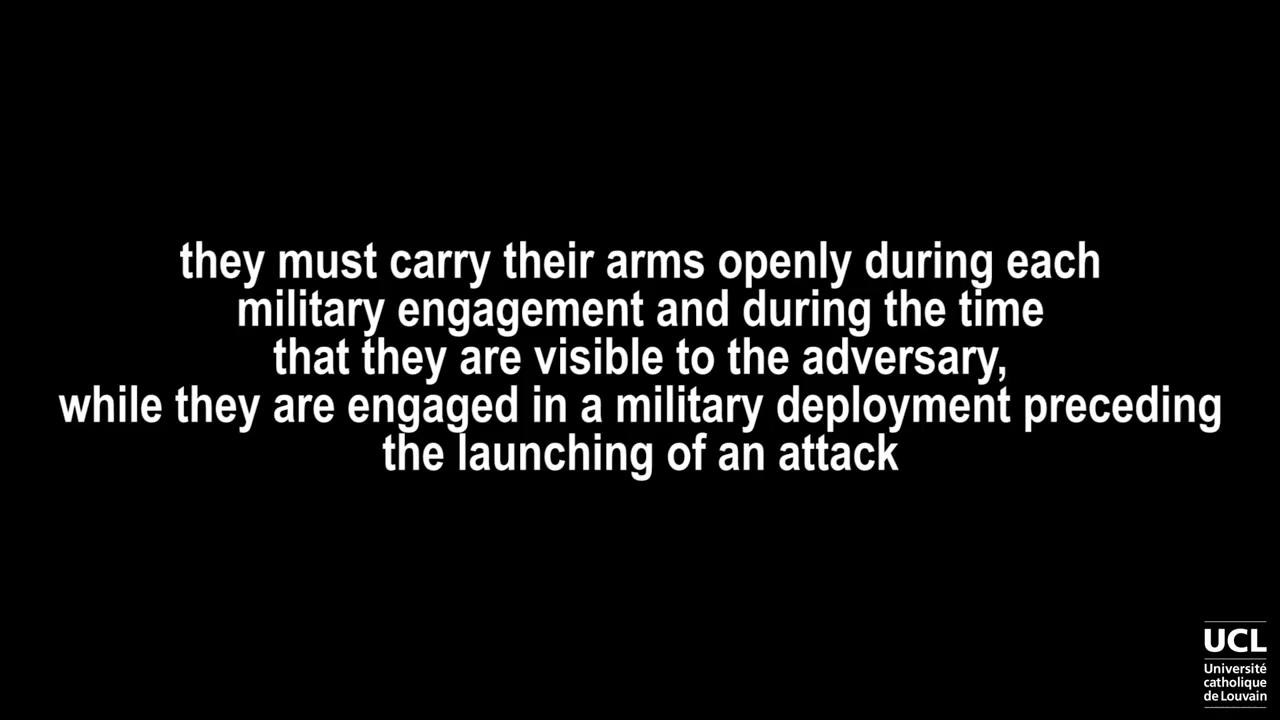 they must carry their arms openly during each
military engagement and during the time
that they are visible to the adversary,
while they are engaged in a military deployment preceding
the launching of an attack
UCL
Université
catholique
de Louvain